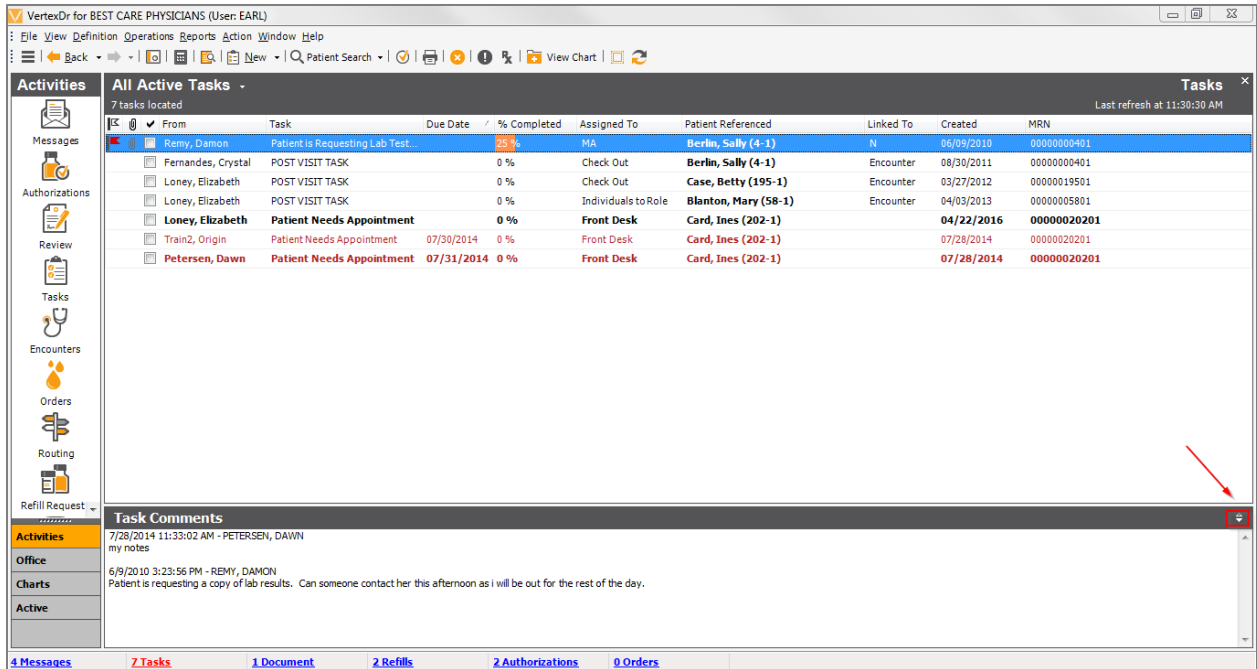 VertexDr for BEST CARE PHYSICIANS (User: EARL)
File View Definition Operations Reports Action Window Help
Back New Patient Search View Chart
Activities
Messages
Authorizations
Review
Tasks
Encounters
Orders
Routing
Refill Request
Activities
Office
Charts
Active
All Active Tasks Tasks
7 tasks located Last refresh at 11:30:30 AM
From Task Due Date % Completed Assigned To Patient Referenced Linked To Created MRN
Remy, Damon Patient is Requesting Lab Test... 25 % MA Berlin, Sally (4-1) N 06/09/2010 00000000401
Fernandes, Crystal POST VISIT TASK 0 % Check Out Berlin, Sally (4-1) Encounter 08/30/2011 00000000401
Loney, Elizabeth POST VISIT TASK 0 % Check Out Case, Betty (195-1) Encounter 03/27/2012 00000019501
Loney, Elizabeth POST VISIT TASK 0 % Individuals to Role Blanton, Mary (58-1) Encounter 04/03/2013 00000005801
Loney, Elizabeth Patient Needs Appointment 0 % Front Desk Card, Ines (202-1) 04/22/2016 00000020201
Train2, Origin Patient Needs Appointment 07/30/2014 0 % Front Desk Card, Ines (202-1) 07/28/2014 00000020201
Petersen, Dawn Patient Needs Appointment 07/31/2014 0 % Front Desk Card, Ines (202-1) 07/28/2014 00000020201
Task Comments
7/28/2014 11:33:02 AM - PETERSEN, DAWN
my notes
6/9/2010 3:23:56 PM - REMY, DAMON
Patient is requesting a copy of lab results. Can someone contact her this afternoon as i will be out for the rest of the day.
4 Messages 7 Tasks 1 Document 2 Refills 2 Authorizations 0 Orders